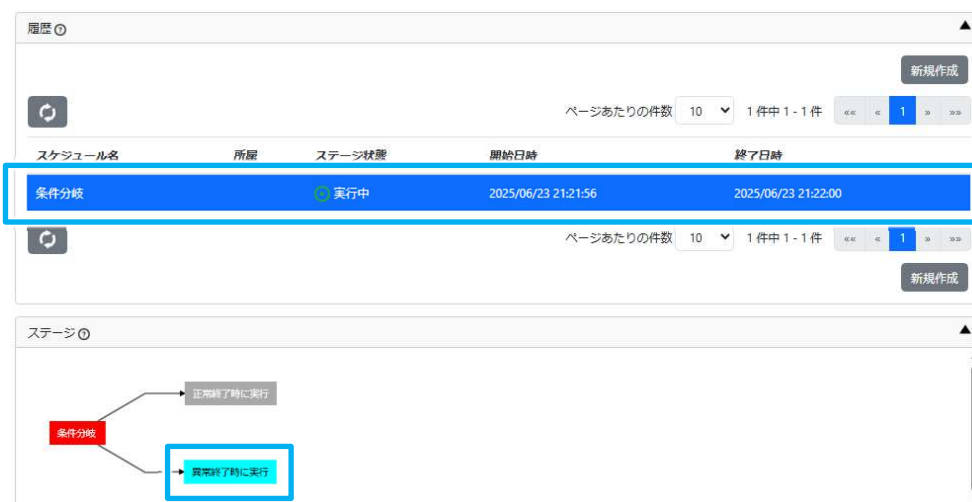 履歴?
新規作成
ページあたりの件数 10 1 件中 1 - 1 件 «« « 1 » »»
スケジュール名 所属 ステージ状態 開始日時 終了日時
条件分岐 実行中 2025/06/23 21:21:56 2025/06/23 21:22:00
ページあたりの件数 10 1 件中 1 - 1 件 «« « 1 » »»
新規作成
ステージ?
正常終了時に実行
条件分岐
異常終了時に実行